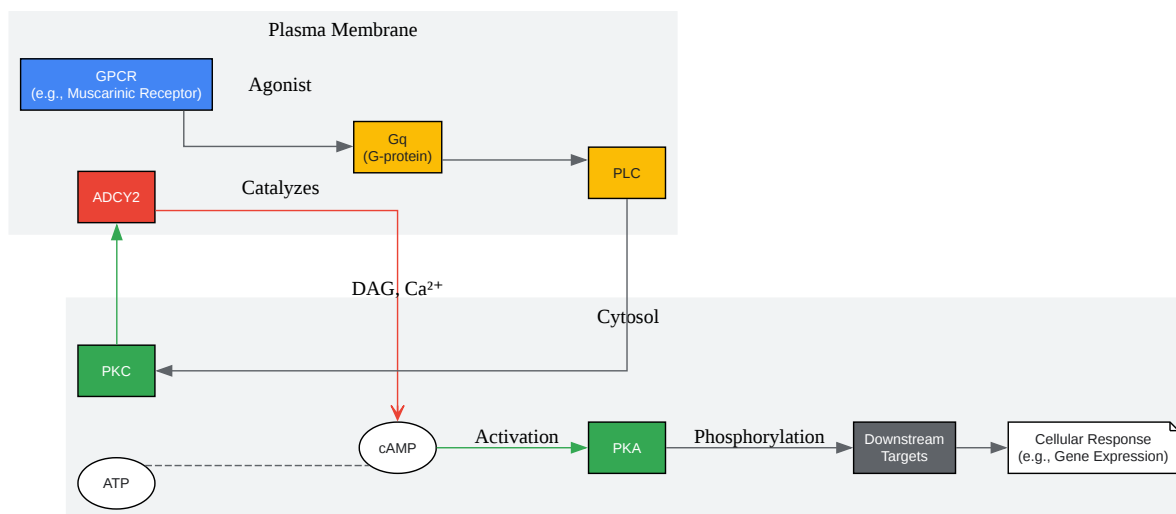 Plasma Membrane
GPCR
(e.g., Muscarinic Receptor)
Agonist
Gq
(G-protein)
PLC
ADCY2
Catalyzes
DAG, Ca²⁺
Cytosol
PKC
cAMP
Activation
PKA
Phosphorylation
Downstream
Targets
Cellular Response
(e.g., Gene Expression)
ATP